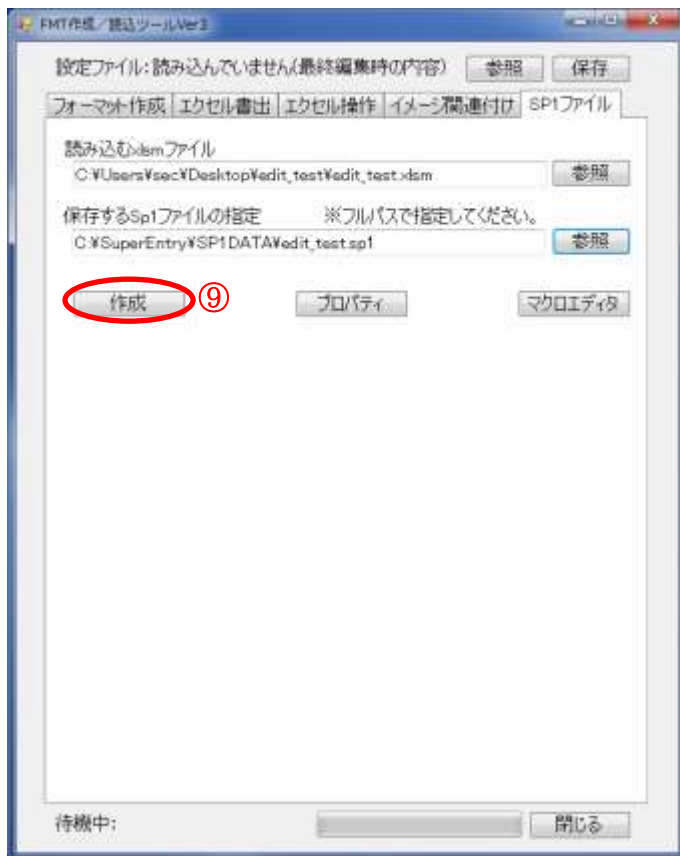 FMT作成/読込ツールVer3
設定ファイル:読み込んでいません(最終編集時の内容) 参照 保存
フォーマット作成 エクセル書出 エクセル操作 イメージ関連付け SP1ファイル
読み込むxlsmファイル
C:¥Users¥sec¥Desktop¥edit_test¥edit_test.xlsm 参照
保存するSp1ファイルの指定 ※フルパスで指定してください。
C:¥SuperEntry¥SP1DATA¥edit_test.sp1 参照
作成 ⑨ プロパティ マクロエディタ
待機中: 閉じる